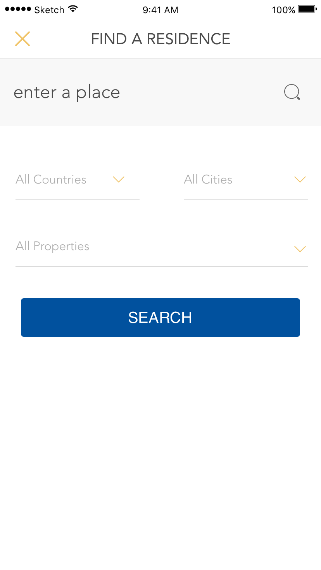 Sketch 9:41 AM 100%
FIND A RESIDENCE
enter a place
All Countries All Cities
All Properties
SEARCH